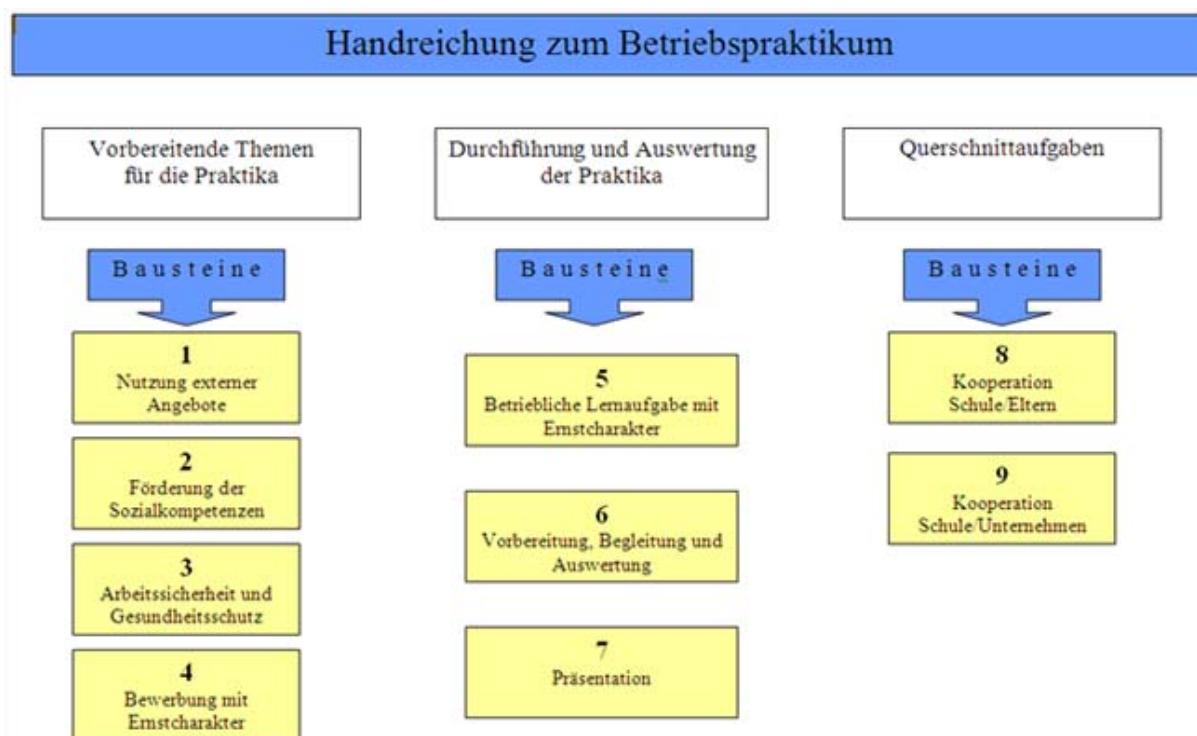 Handreichung zum Betriebspraktikum
Vorbereitende Themen
für die Praktika
Bausteine
1
Nutzung externer
Angebote
2
Förderung der
Sozialkompetenzen
3
Arbeitssicherheit und
Gesundheitsschutz
4
Bewerbung mit
Ernstcharakter
Durchführung und Auswertung
der Praktika
Bausteine
5
Betriebliche Lernaufgabe mit
Ernstcharakter
6
Vorbereitung, Begleitung und
Auswertung
7
Präsentation
Querschnittaufgaben
Bausteine
8
Kooperation
Schule/Eltern
9
Kooperation
Schule/Unternehmen